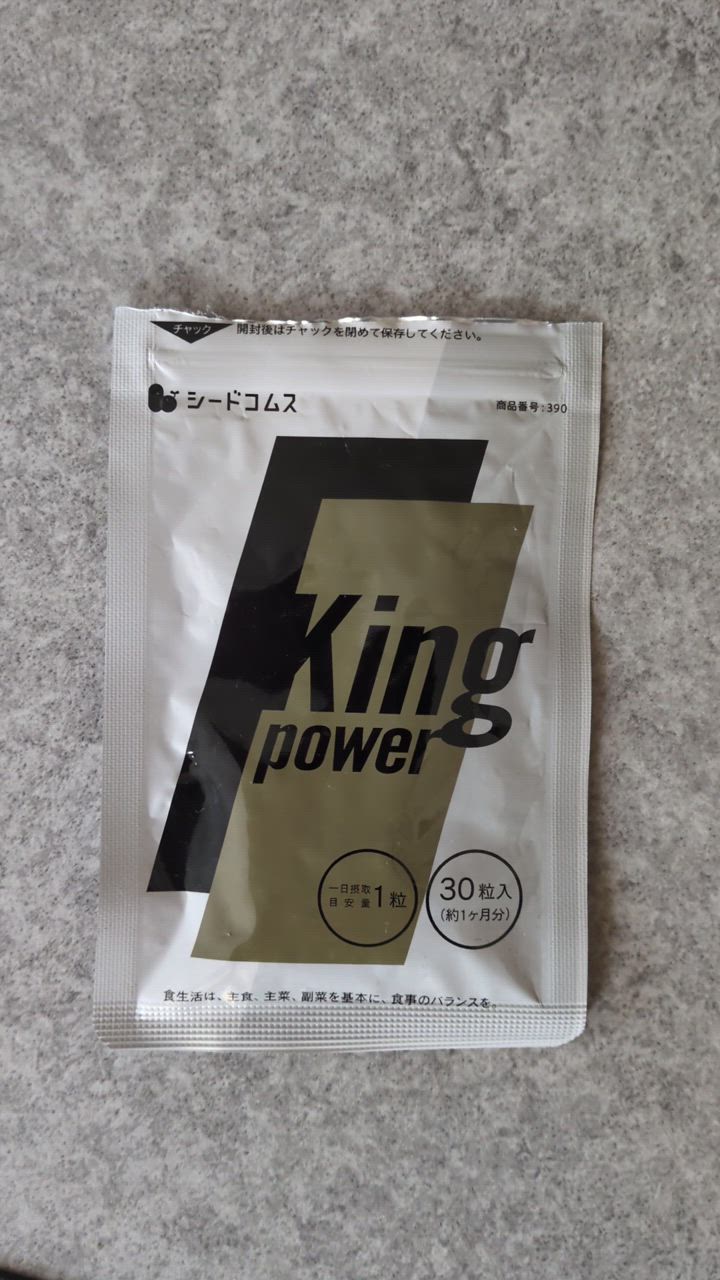 チャック
開封後はチャックを閉めて保存してください。
シードコムス
商品番号:390
King
power
一日摂取
目安量 1粒
30粒入
(約1ヶ月分)
食生活は、主食、主菜、副菜を基本に、食事のバランスを。